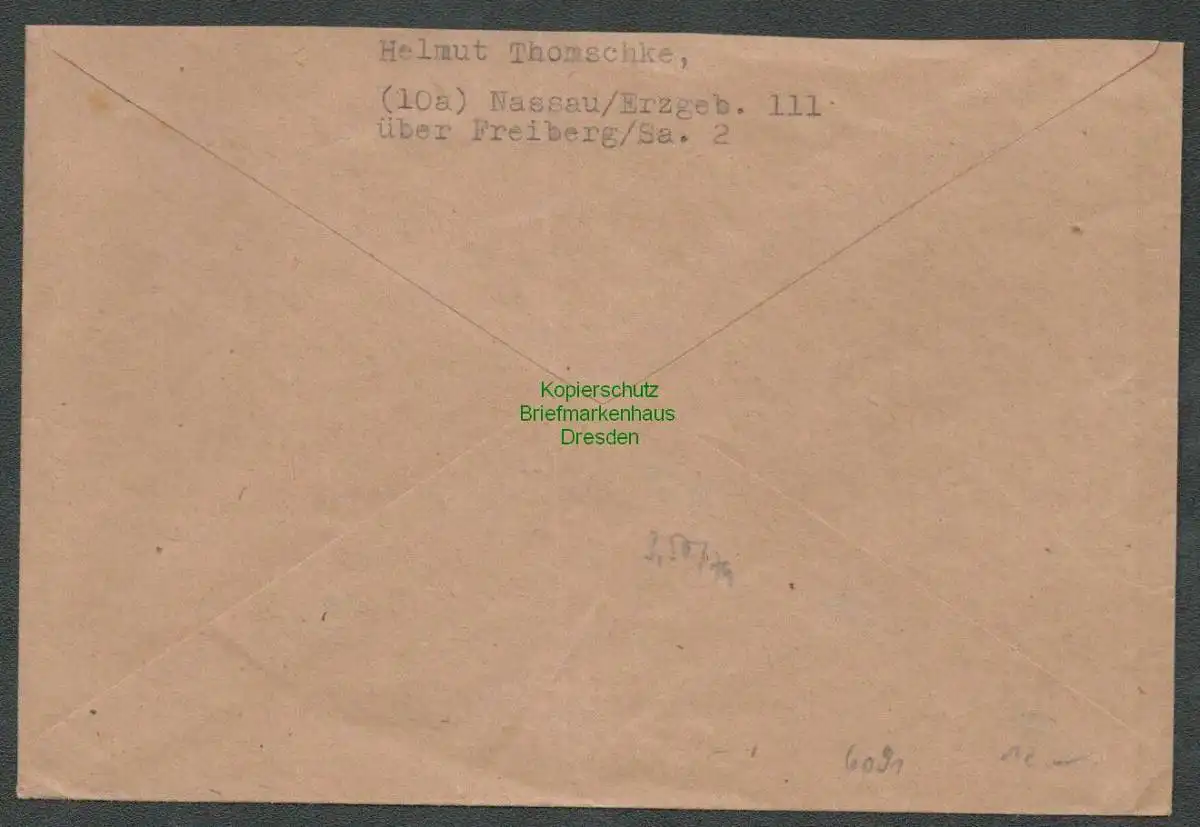 Helmut Thomschke,
(10a) Nassau/Erzgeb. 111
über Freiberg/Sa. 2
Kopierschutz
Briefmarkenhaus
Dresden